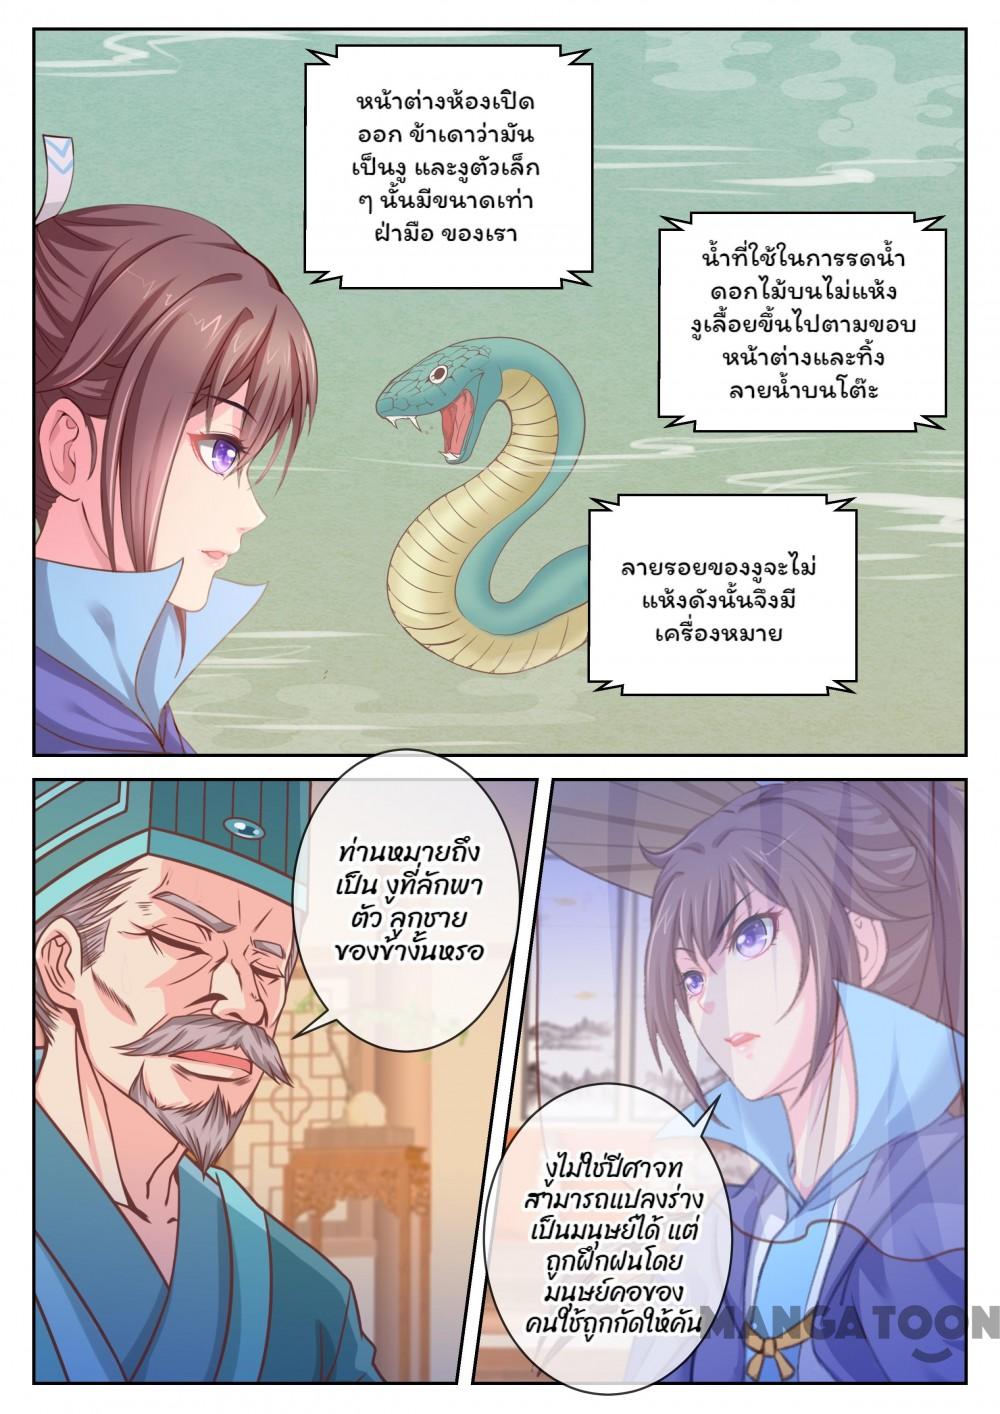 หน้าต่างห้องเปิด
ออก ข้าเดาว่ามัน
เป็นงู และงูตัวเล็ก
ๆ นั้นมีขนาดเท่า
ฝ่ามือ ของเรา
น้ำที่ใช้ในการรดน้ำ
ดอกไม้บนไม่แห้ง
งูเลื้อยขึ้นไปตามขอบ
หน้าต่างและทิ้ง
ลายน้ำบนโต๊ะ
ลายรอยของงูจะไม่
แห้งดังนั้นจึงมี
เครื่องหมาย
ท่านหมายถึง
เป็น งูที่ลักพา
ตัว ลูกชาย
ของข้างั้นหรอ
งูไม่ใช่ปีศาจท
สามารถแปลงร่าง
เป็นมนุษย์ได้ แต่
ถูกฝึกฝนโดย
มนุษย์คอของ
คนใช้ถูกกัดให้คัน
MANGATOON